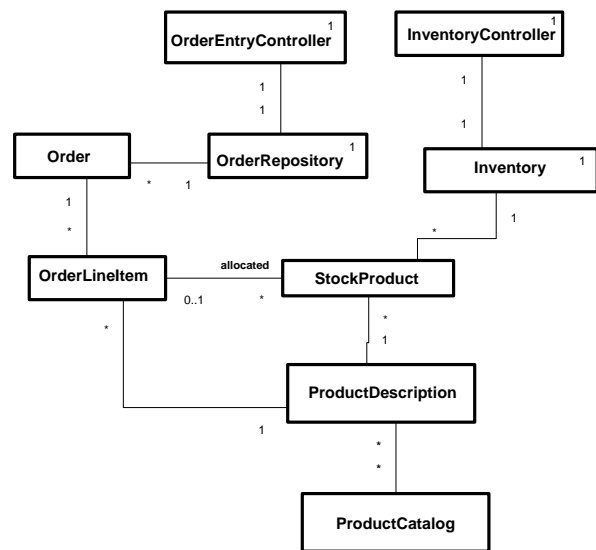 1
OrderEntryController
1
InventoryController
1
1
1
1
Order
1
OrderRepository
1
Inventory
*
1
1
1
*
*
allocated
OrderLineItem
StockProduct
0..1
*
*
*
1
ProductDescription
1
*
*
ProductCatalog